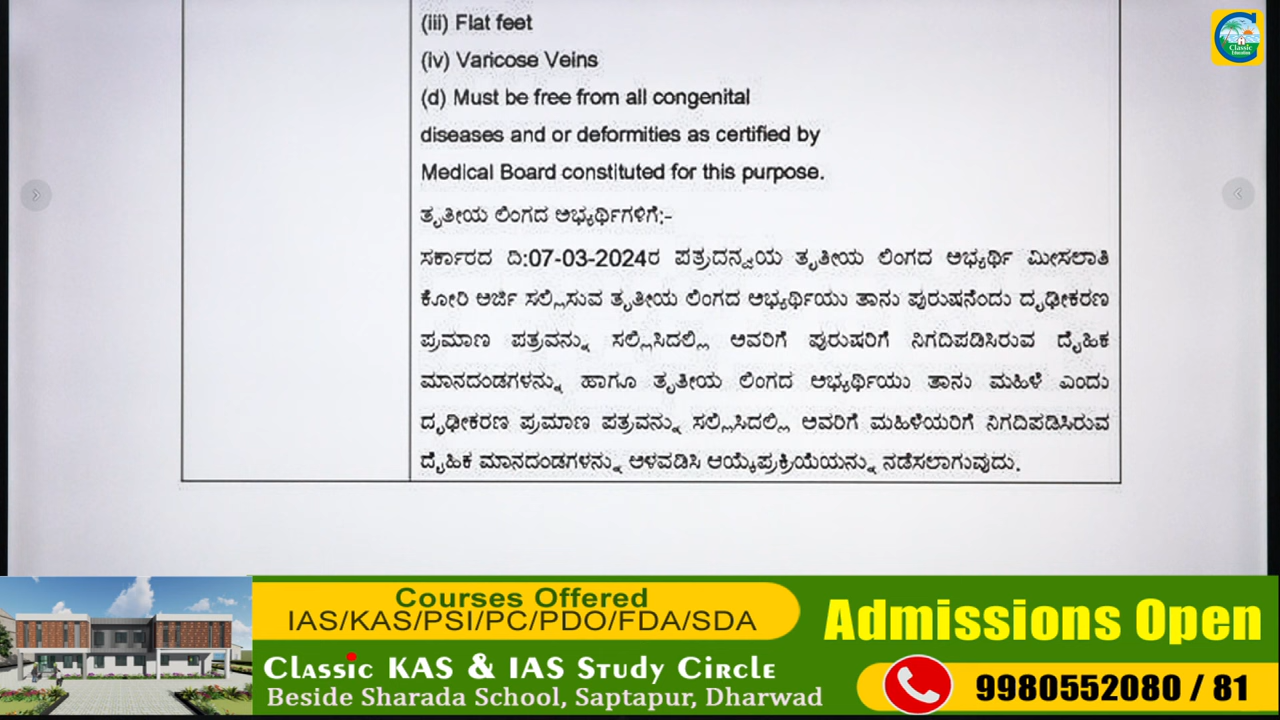 (iii) Flat feet
(iv) Varicose Veins
(d) Must be free from all congenital
diseases and or deformities as certified by
Medical Board constituted for this purpose.
ತೃತೀಯ ಲಿಂಗದ ಅಭ್ಯರ್ಥಿಗಳಿಗೆ:-
ಸರ್ಕಾರದ ದಿ:07-03-2024ರ ಪತ್ರದನ್ವಯ ತೃತೀಯ ಲಿಂಗದ ಅಭ್ಯರ್ಥಿ ಮೀಸಲಾತಿ
ಕೋರಿ ಅರ್ಜಿ ಸಲ್ಲಿಸುವ ತೃತೀಯ ಲಿಂಗದ ಅಭ್ಯರ್ಥಿಯು ತಾನು ಪುರುಷನೆಂದು ದೃಢೀಕರಣ
ಪ್ರಮಾಣ ಪತ್ರವನ್ನು ಸಲ್ಲಿಸಿದಲ್ಲಿ ಅವರಿಗೆ ಪುರುಷರಿಗೆ ನಿಗದಿಪಡಿಸಿರುವ ದೈಹಿಕ
ಮಾನದಂಡಗಳನ್ನು ಹಾಗೂ ತೃತೀಯ ಲಿಂಗದ ಅಭ್ಯರ್ಥಿಯು ತಾನು ಮಹಿಳೆ ಎಂದು
ದೃಢೀಕರಣ ಪ್ರಮಾಣ ಪತ್ರವನ್ನು ಸಲ್ಲಿಸಿದಲ್ಲಿ ಅವರಿಗೆ ಮಹಿಳೆಯರಿಗೆ ನಿಗದಿಪಡಿಸಿರುವ
ದೈಹಿಕ ಮಾನದಂಡಗಳನ್ನು ಅಳವಡಿಸಿ ಆಯ್ಕೆಪ್ರಕ್ರಿಯೆಯನ್ನು ನಡೆಸಲಾಗುವುದು.
Classic
Education
Courses Offered
IAS/KAS/PSI/PC/PDO/FDA/SDA
Classic KAS & IAS Study Circle
Beside Sharada School, Saptapur, Dharwad
Admissions Open
9980552080 / 81